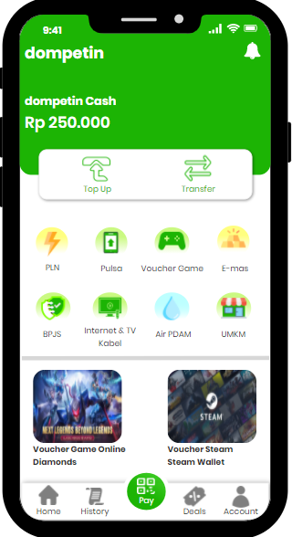 9:41
dompetin
dompetin Cash
Rp 250.000
Top Up
Transfer
PLN
Pulsa
Voucher Game
E-mas
BPJS
Internet & TV
Kabel
Air PDAM
UMKM
NEXT LEGENDS BEYOND LEGENDS
STEAM
Voucher Game Online
Diamonds
Voucher Steam
Steam Wallet
Home
History
Pay
Deals
Account